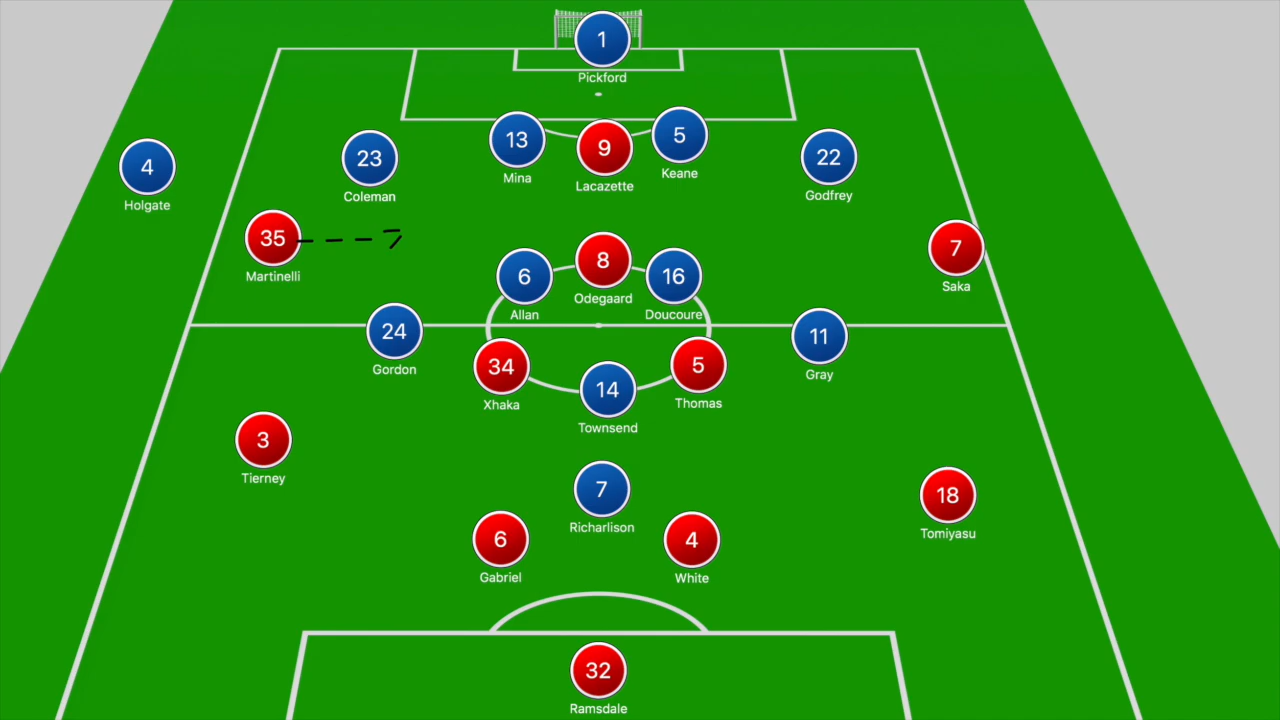 1
Pickford
13
Mina
9
Lacazette
5
Keane
4
Holgate
23
Coleman
22
Godfrey
35
Martinelli
7
Saka
6
Allan
8
Odegaard
16
Doucoure
24
Gordon
11
Gray
34
Xhaka
14
Townsend
5
Thomas
3
Tierney
7
Richarlison
18
Tomiyasu
6
Gabriel
4
White
32
Ramsdale